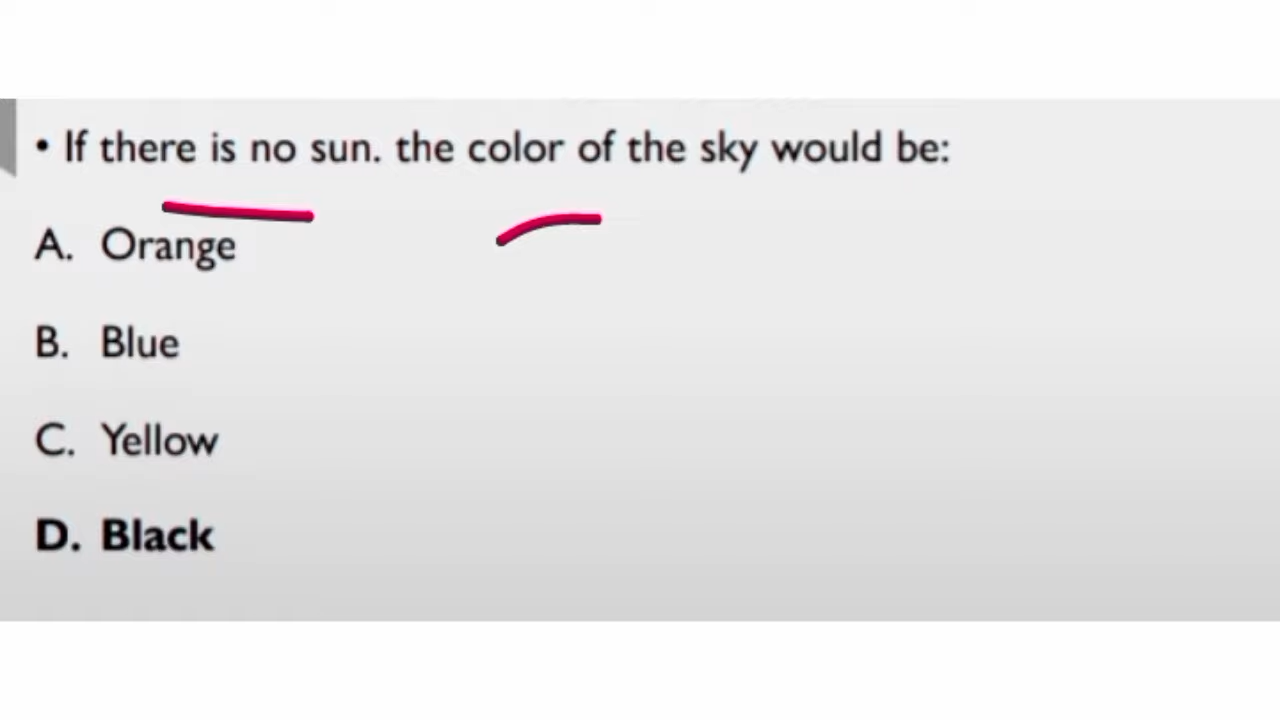 • If there is no sun. the color of the sky would be:
A. Orange
B. Blue
C. Yellow
D. Black